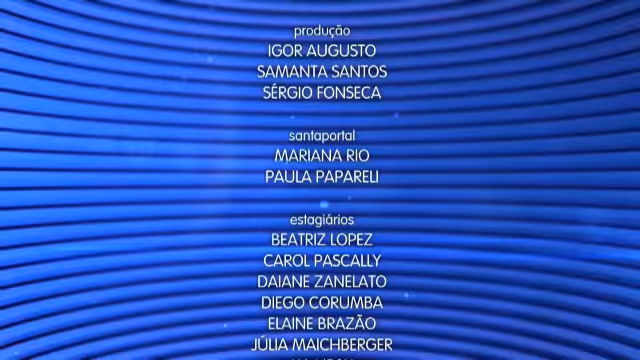 produção
IGOR AUGUSTO
SAMANTA SANTOS
SÉRGIO FONSECA
santaportal
MARIANA RIO
PAULA PAPARELI
estagiários
BEATRIZ LOPEZ
CAROL PASCALLY
DAIANE ZANELATO
DIEGO CORUMBA
ELAINE BRAZÃO
JÚLIA MAICHBERGER